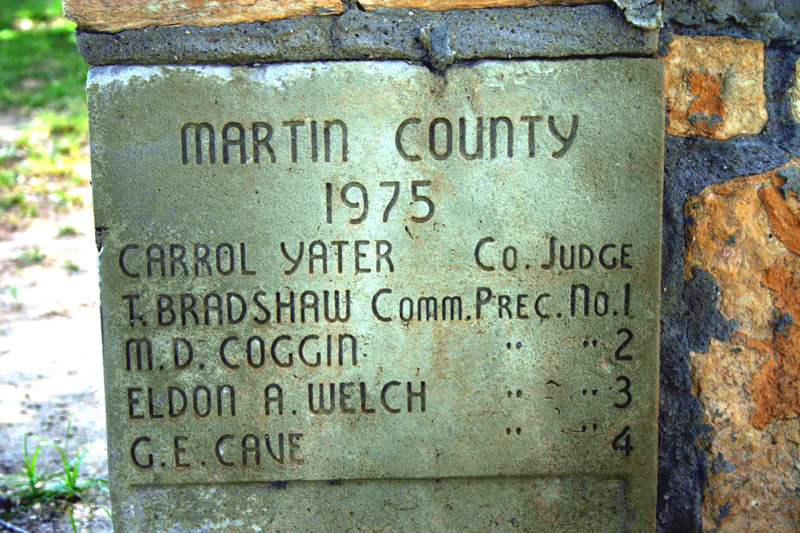 MARTIN COUNTY
1975
CARROL YATER CO. JUDGE
T. BRADSHAW COMM. PREC. NO. 1
M. D. COGGIN " " 2
ELDON A. WELCH " " 3
G. E. CAVE " " 4